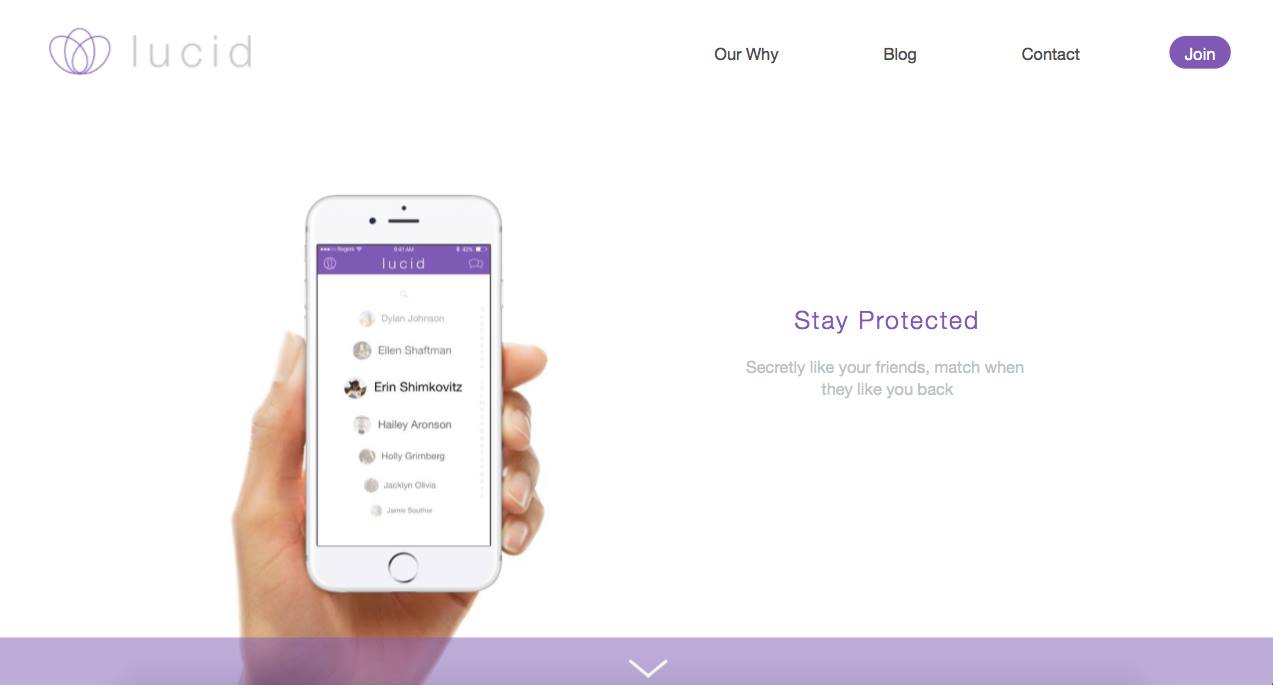 lucid
Our Why
Blog
Contact
Join
Rogers
9:41 AM
42%
lucid
Dylan Johnson
Ellen Shaftman
Erin Shimkovitz
Hailey Aronson
Holly Grimberg
Jacklyn Olivia
Jamie Souther
Stay Protected
Secretly like your friends, match when
they like you back